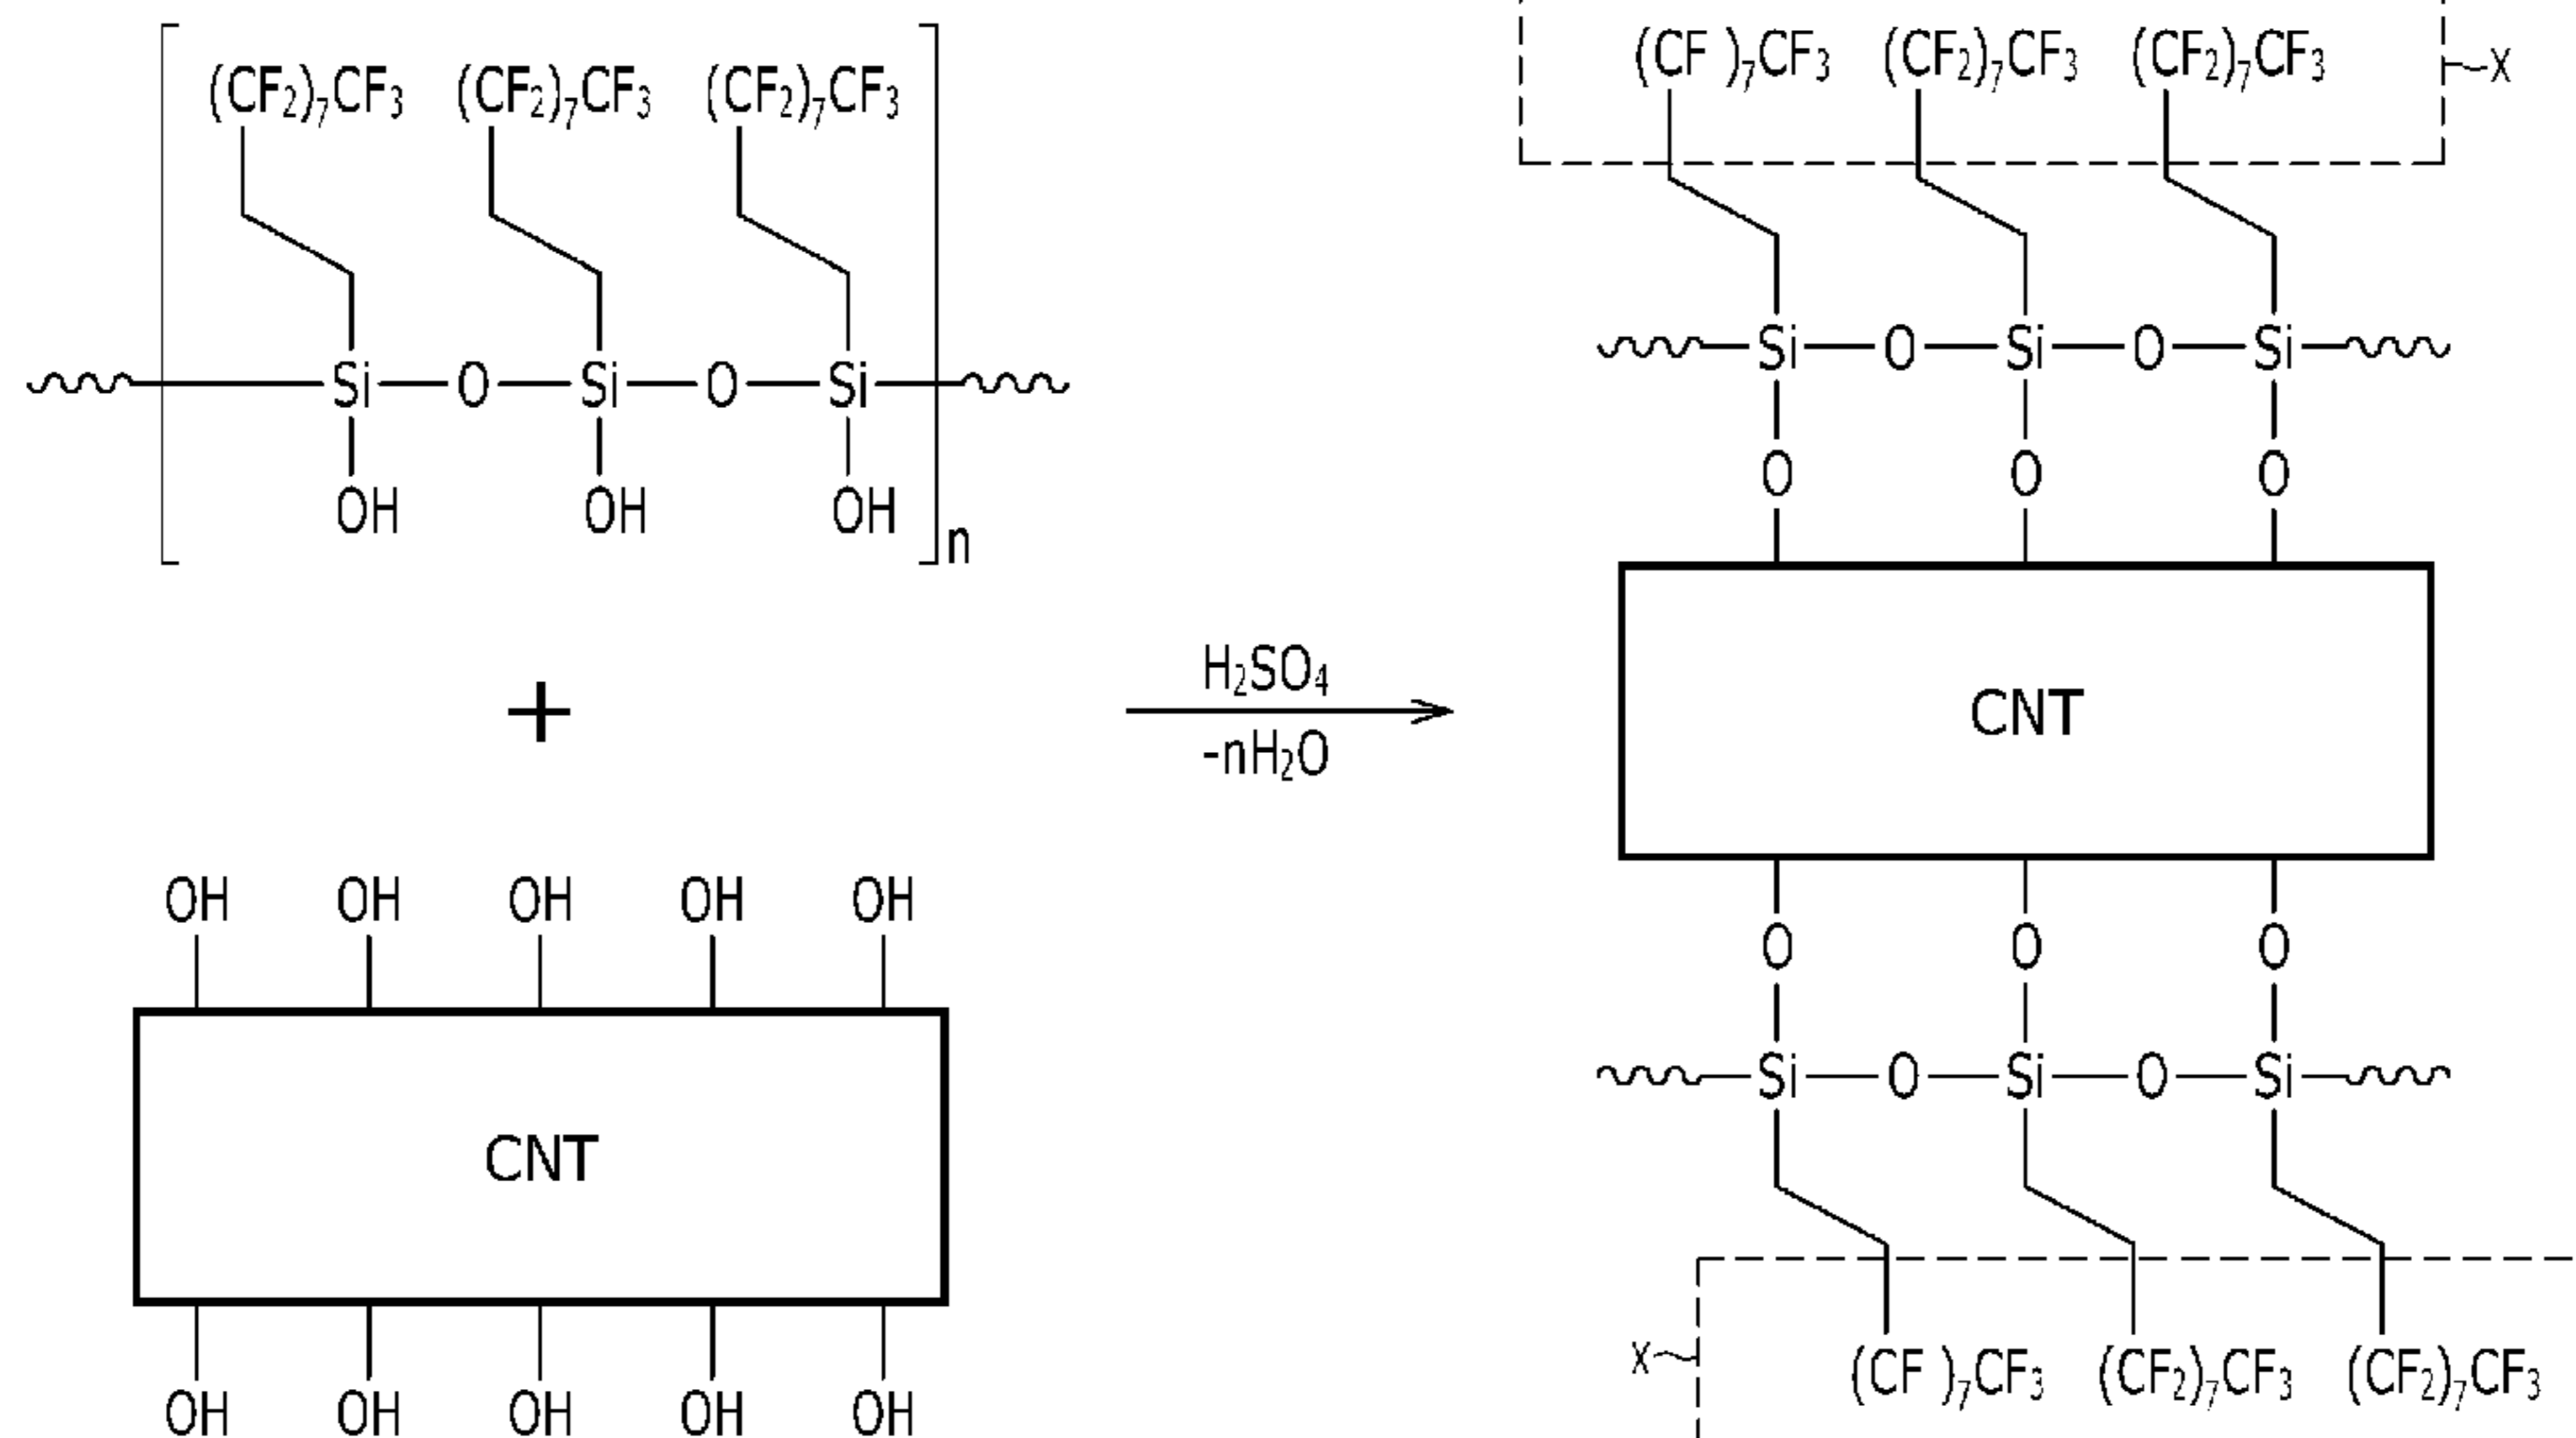 (CF₂)₇CF₃ (CF₂)₇CF₃ (CF₂)₇CF₃
Si O Si O Si
OH OH OH
n
+
OH OH OH OH OH
CNT
OH OH OH OH OH
H₂SO₄
-nH₂O
(CF )₇CF₃ (CF₂)₇CF₃ (CF₂)₇CF₃ X
Si O Si O Si
O O O
CNT
O O O
Si O Si O Si
X (CF )₇CF₃ (CF₂)₇CF₃ (CF₂)₇CF₃